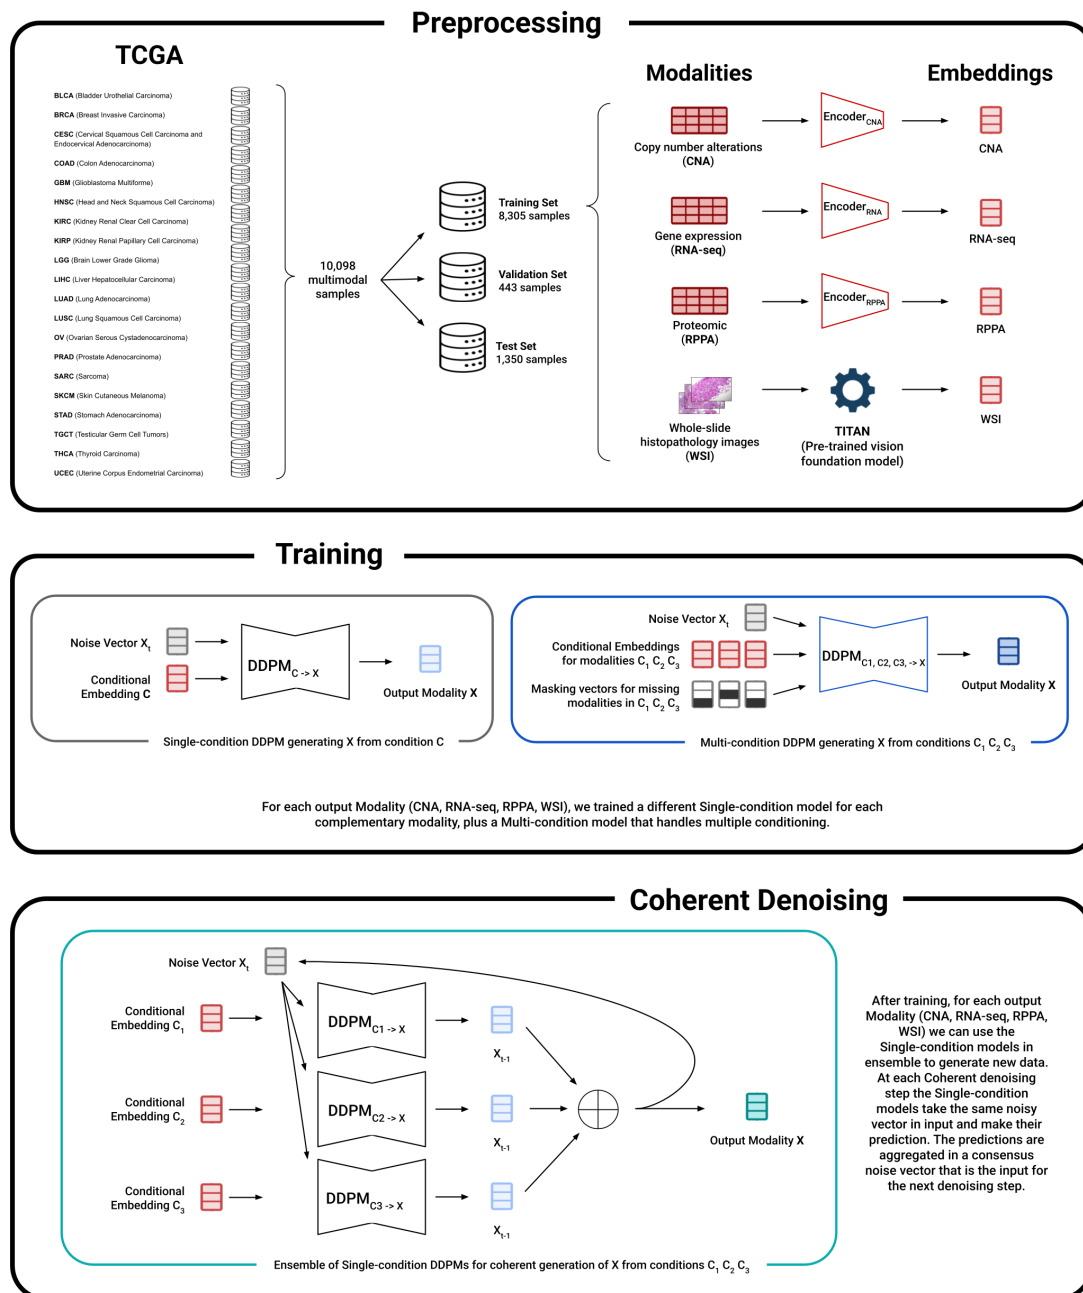 Preprocessing
TCGA
BLCA (Bladder Urothelial Carcinoma)
BRCA (Breast Invasive Carcinoma)
CESC (Cervical Squamous Cell Carcinoma and
Endocervical Adenocarcinoma)
COAD (Colon Adenocarcinoma)
GBM (Glioblastoma Multiforme)
HNSC (Head and Neck Squamous Cell Carcinoma)
KIRC (Kidney Renal Clear Cell Carcinoma)
KIRP (Kidney Renal Papillary Cell Carcinoma)
LGG (Brain Lower Grade Glioma)
LIHC (Liver Hepatocellular Carcinoma)
LUAD (Lung Adenocarcinoma)
LUSC (Lung Squamous Cell Carcinoma)
OV (Ovarian Serous Cystadenocarcinoma)
PRAD (Prostate Adenocarcinoma)
SARC (Sarcoma)
SKCM (Skin Cutaneous Melanoma)
STAD (Stomach Adenocarcinoma)
TGCT (Testicular Germ Cell Tumors)
THCA (Thyroid Carcinoma)
UCEC (Uterine Corpus Endometrial Carcinoma)
10,098
multimodal
samples
Training Set
8,305 samples
Validation Set
443 samples
Test Set
1,350 samples
Modalities
Embeddings
Copy number alterations
(CNA)
Encoder CNA
CNA
Gene expression
(RNA-seq)
Encoder RNA
RNA-seq
Proteomic
(RPPA)
Encoder RPPA
RPPA
Whole-slide
histopathology images
(WSI)
TITAN
(Pre-trained vision
foundation model)
WSI
Training
Noise Vector Xt
Conditional
Embedding C
DDPM C -> X
Output Modality X
Single-condition DDPM generating X from condition C
Noise Vector Xt
Conditional Embeddings
for modalities C1 C2 C3
Masking vectors for missing
modalities in C1 C2 C3
DDPM C1, C2, C3, -> X
Output Modality X
Multi-condition DDPM generating X from conditions C1 C2 C3
For each output Modality (CNA, RNA-seq, RPPA, WSI), we trained a different Single-condition model for each
complementary modality, plus a Multi-condition model that handles multiple conditioning.
Coherent Denoising
Noise Vector Xt
Conditional
Embedding C1
DDPM C1 -> X
Xt-1
Conditional
Embedding C2
DDPM C2 -> X
Xt-1
Conditional
Embedding C3
DDPM C3 -> X
Xt-1
Output Modality X
Ensemble of Single-condition DDPMs for coherent generation of X from conditions C1 C2 C3
After training, for each output
Modality (CNA, RNA-seq, RPPA,
WSI) we can use the
Single-condition models in
ensemble to generate new data.
At each Coherent denoising
step the Single-condition
models take the same noisy
vector in input and make their
prediction. The predictions are
aggregated in a consensus
noise vector that is the input for
the next denoising step.